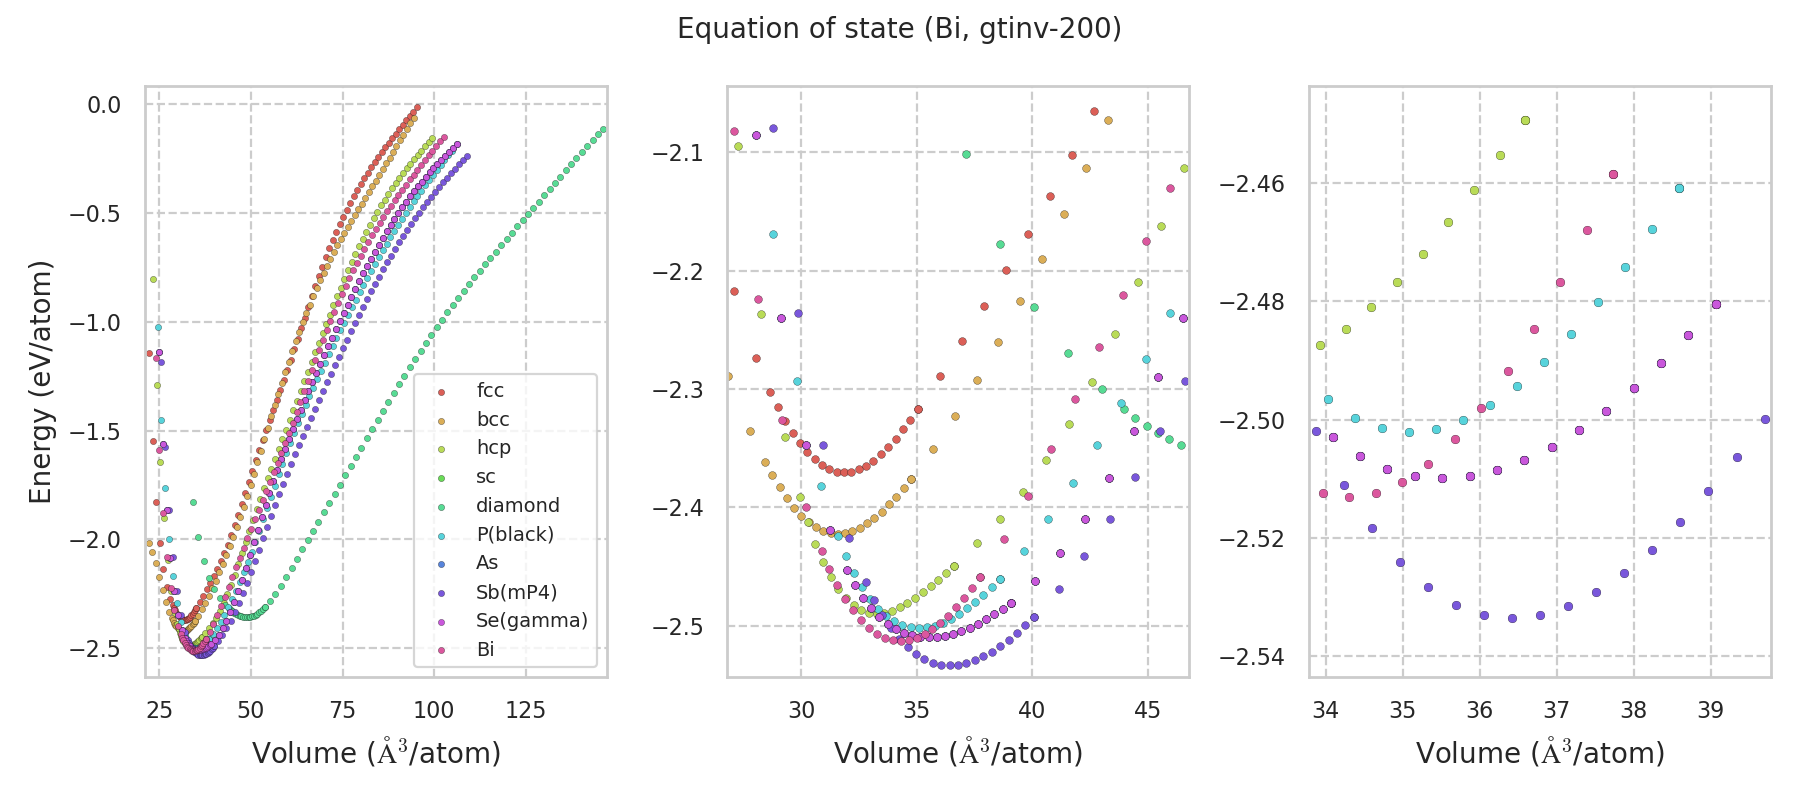 Equation of state (Bi, gtinv-200)
Energy (eV/atom)
0.0
−0.5
−1.0
−1.5
−2.0
−2.5
25 50 75 100 125
Volume (Å³/atom)
fcc
bcc
hcp
sc
diamond
P(black)
As
Sb(mP4)
Se(gamma)
Bi
−2.1
−2.2
−2.3
−2.4
−2.5
30 35 40 45
Volume (Å³/atom)
−2.46
−2.48
−2.50
−2.52
−2.54
34 35 36 37 38 39
Volume (Å³/atom)